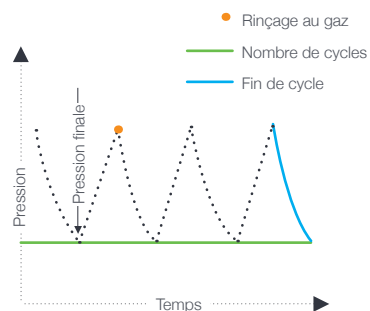 Rinçage au gaz
Nombre de cycles
Fin de cycle
Pression finale
Pression
Temps